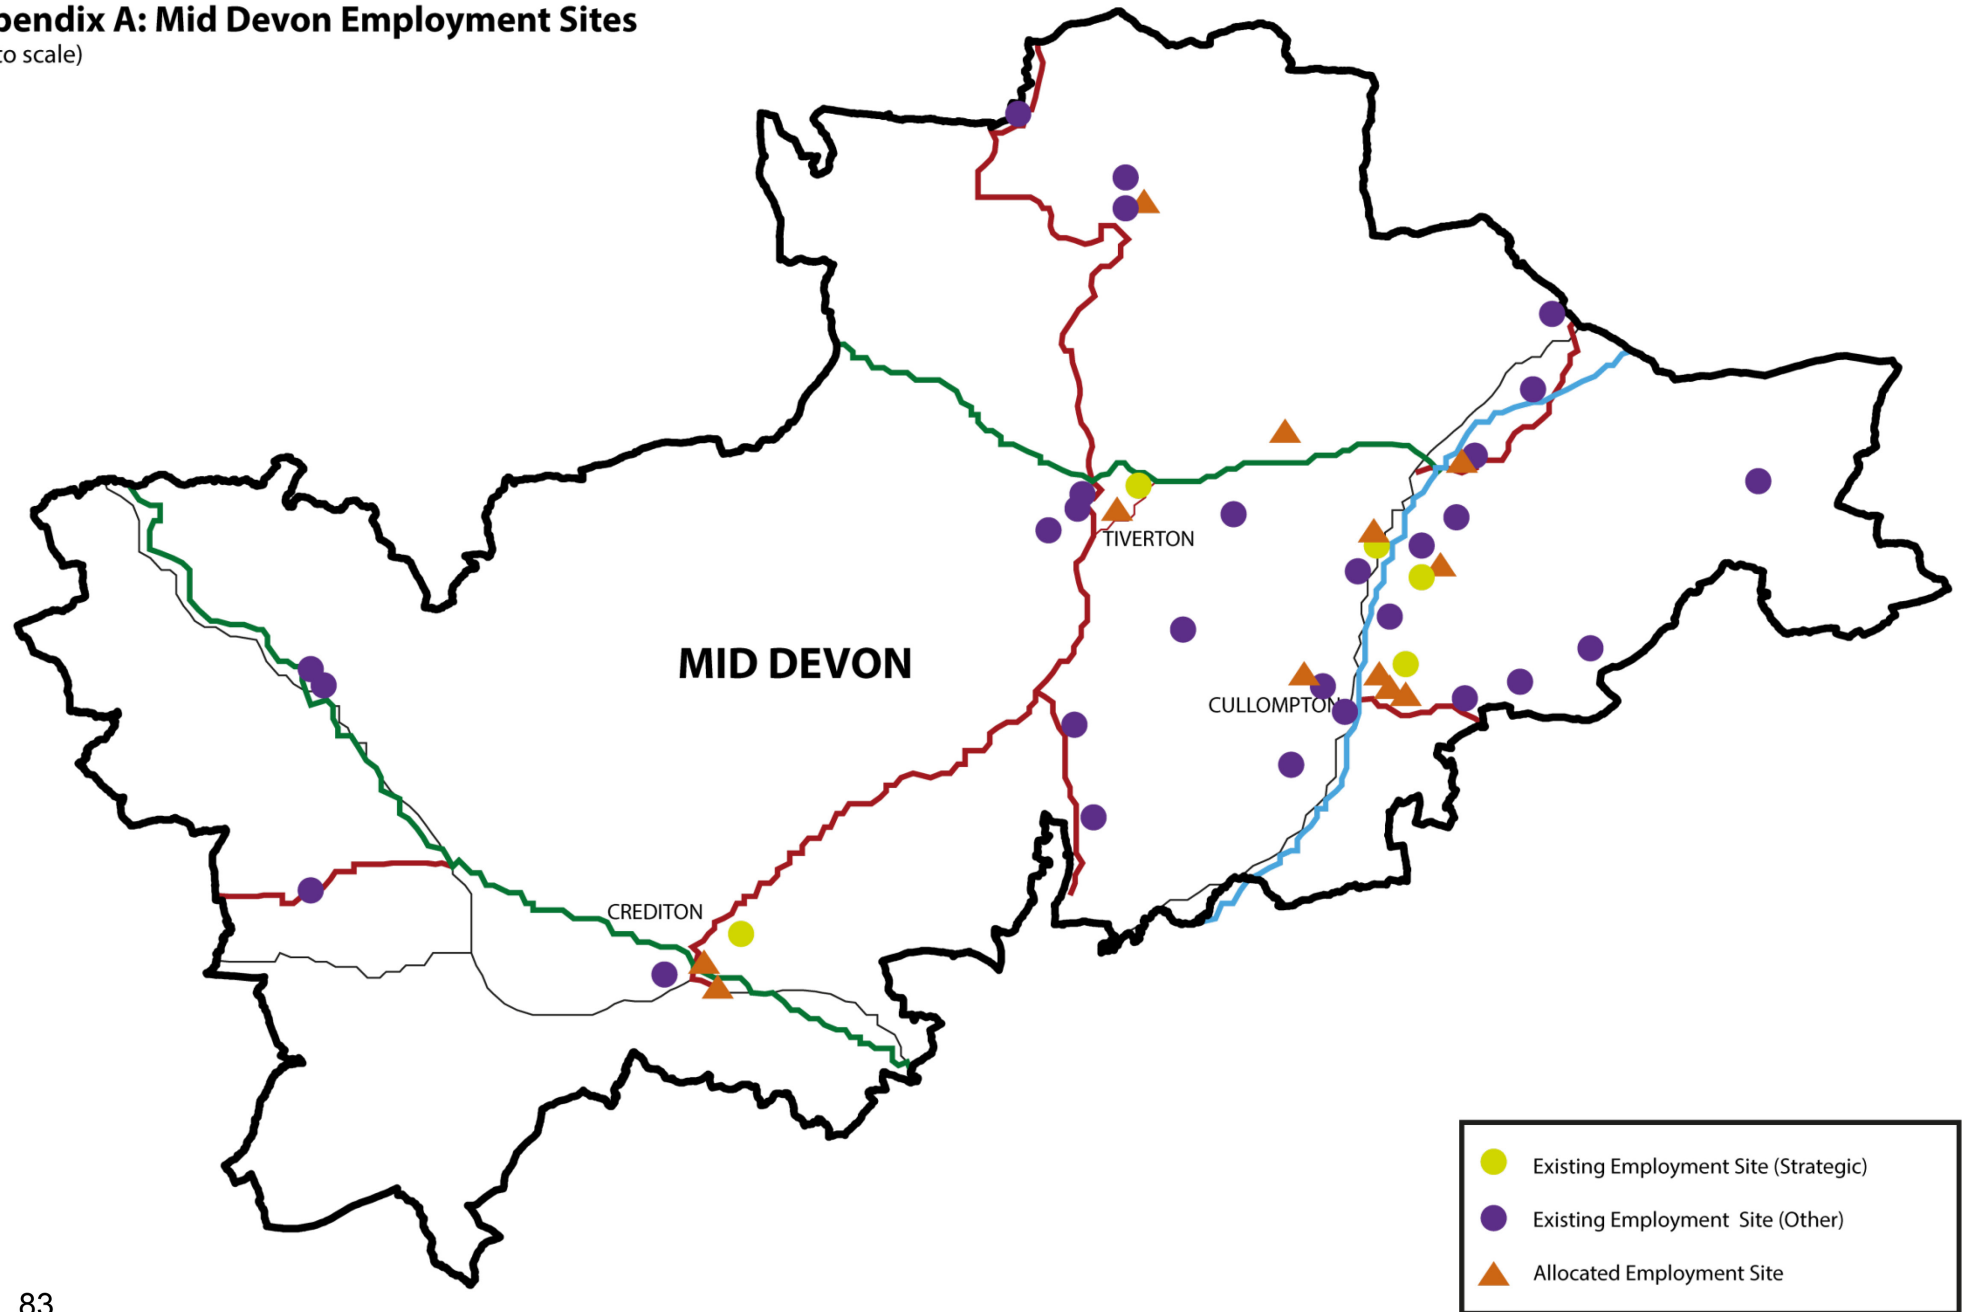 pendix A: Mid Devon Employment Sites
to scale)
TIVERTON
MID DEVON
CULLOMPTON
CREDITON
Existing Employment Site (Strategic)
Existing Employment Site (Other)
Allocated Employment Site
83